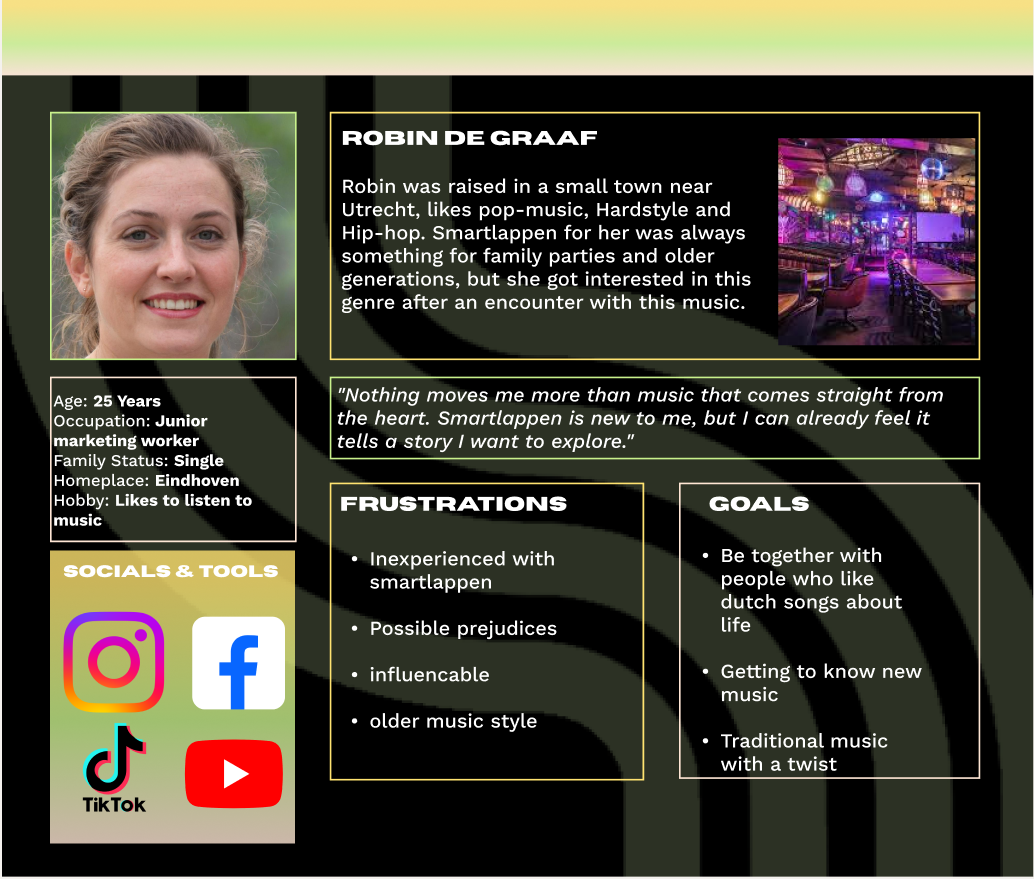 ROBIN DE GRAAF
Robin was raised in a small town near
Utrecht, likes pop-music, Hardstyle and
Hip-hop. Smartlappen for her was always
something for family parties and older
generations, but she got interested in this
genre after an encounter with this music.
Age: 25 Years
Occupation: Junior
marketing worker
Family Status: Single
Homeplace: Eindhoven
Hobby: Likes to listen to
music
"Nothing moves me more than music that comes straight from
the heart. Smartlappen is new to me, but I can already feel it
tells a story I want to explore."
SOCIALS & TOOLS
TikTok
FRUSTRATIONS
• Inexperienced with
smartlappen
• Possible prejudices
• influencable
• older music style
GOALS
• Be together with
people who like
dutch songs about
life
• Getting to know new
music
• Traditional music
with a twist